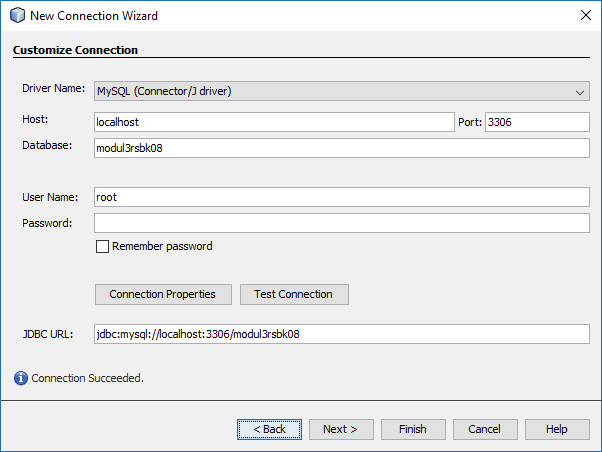 New Connection Wizard
Customize Connection
Driver Name: MySQL (Connector/J driver)
Host: localhost Port: 3306
Database: modul3rsbk08
User Name: root
Password:
Remember password
Connection Properties Test Connection
JDBC URL: jdbc:mysql://localhost:3306/modul3rsbk08
Connection Succeeded.
< Back Next > Finish Cancel Help